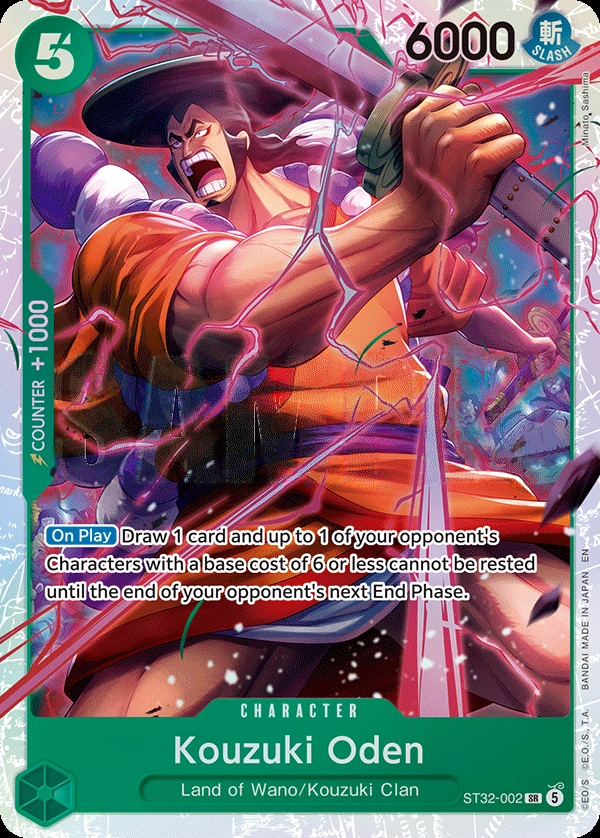 5
6000
斬
SLASH
Minato Sashima
COUNTER +1000
On Play Draw 1 card and up to 1 of your opponent's
Characters with a base cost of 6 or less cannot be rested
until the end of your opponent's next End Phase.
©E.O./S. ©E.O./S., T.A. BANDAI MADE IN JAPAN EN
CHARACTER
Kouzuki Oden
Land of Wano/Kouzuki Clan
ST32-002 SR 5